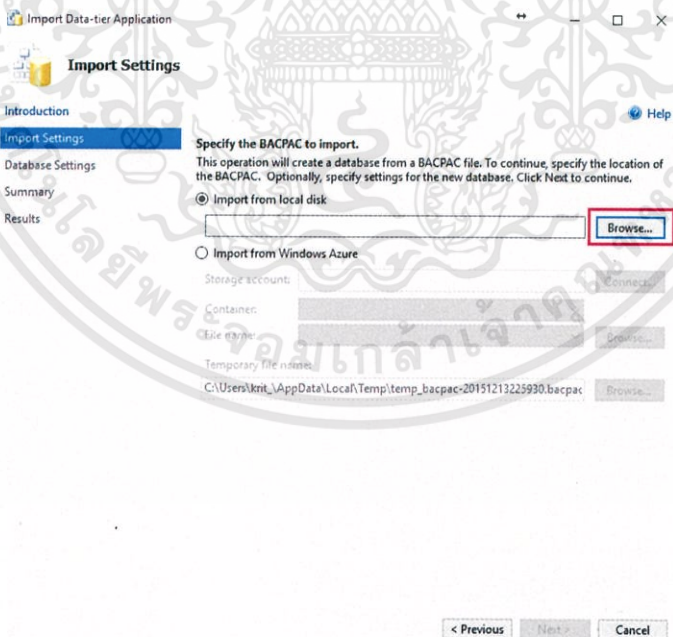 Import Data-tier Application
Import Settings
Introduction
Help
Import Settings
Database Settings
Summary
Results
Specify the BACPAC to import.
This operation will create a database from a BACPAC file. To continue, specify the location of
the BACPAC. Optionally, specify settings for the new database. Click Next to continue.
Import from local disk
Browse...
Import from Windows Azure
Storage account:
Connect...
Container:
File name:
Browse...
Temporary file name:
C:\Users\krit_\AppData\Local\Temp\temp_bacpac-20151213225930.bacpac
Browse...
< Previous
Next >
Cancel